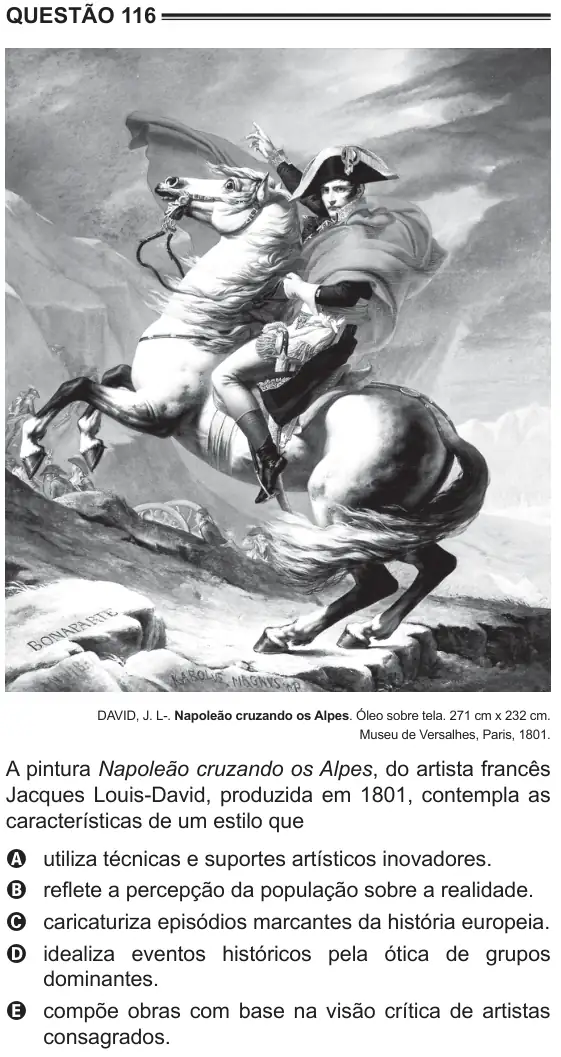 QUESTÃO 116
BONAPARTE
KAROLVS MAGNVS IMP
DAVID, J. L-. Napoleão cruzando os Alpes. Óleo sobre tela. 271 cm x 232 cm.
Museu de Versalhes, Paris, 1801.
A pintura Napoleão cruzando os Alpes, do artista francês
Jacques Louis-David, produzida em 1801, contempla as
características de um estilo que
A utiliza técnicas e suportes artísticos inovadores.
B reflete a percepção da população sobre a realidade.
C caricaturiza episódios marcantes da história europeia.
D idealiza eventos históricos pela ótica de grupos
dominantes.
E compõe obras com base na visão crítica de artistas
consagrados.